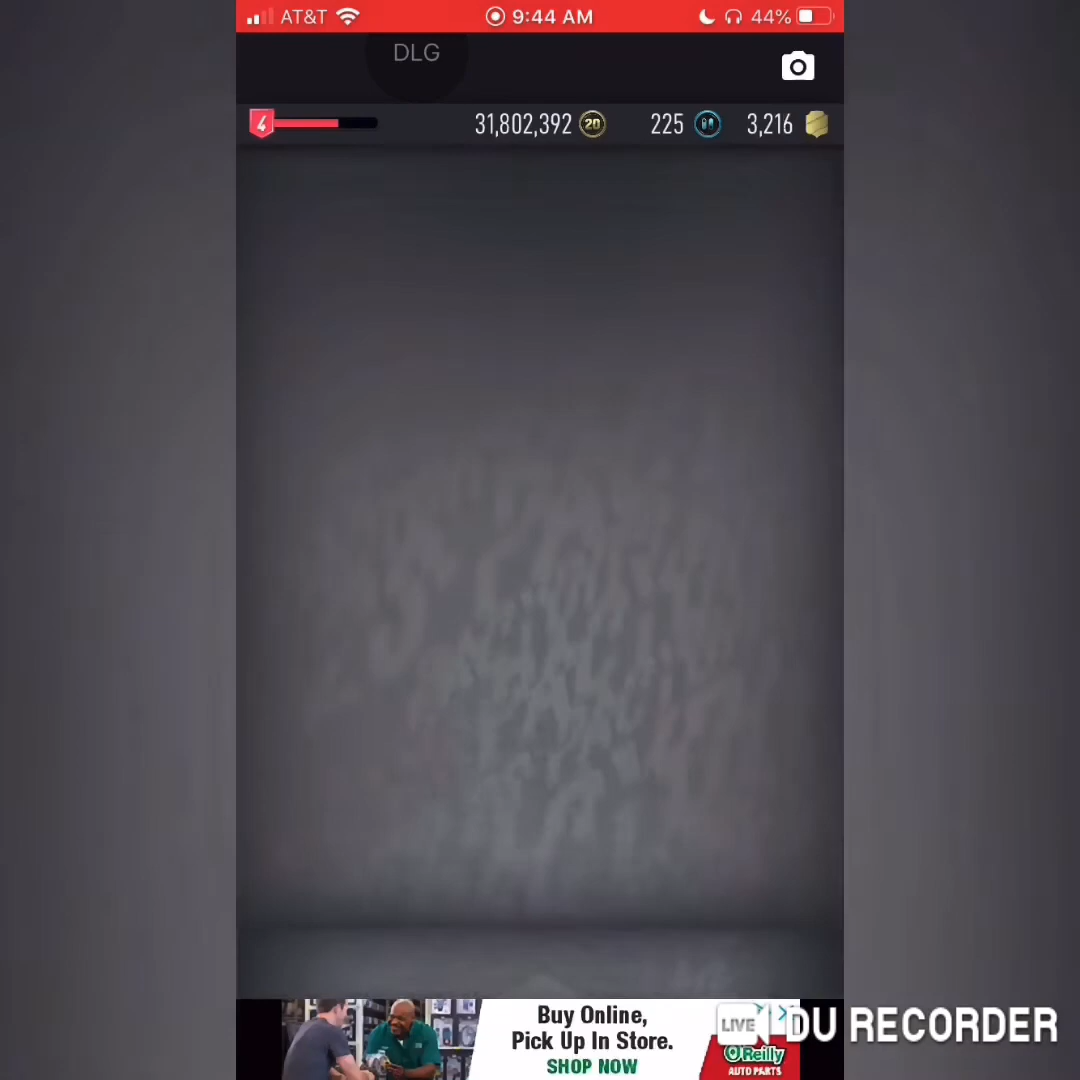 AT&T 9:44 AM 44%
DLG
4 31,802,392 20 225 3,216
Buy Online,
Pick Up In Store.
SHOP NOW
O'Reilly
AUTO PARTS
LIVE DU RECORDER